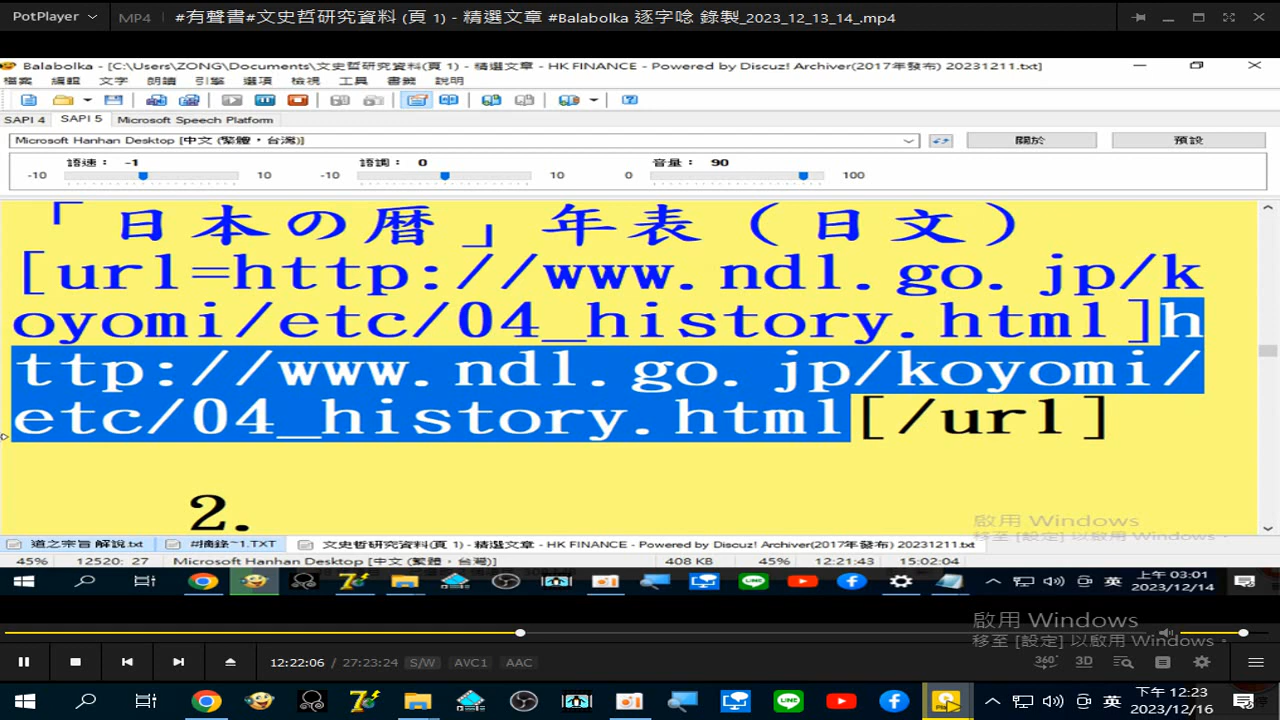 PotPlayer MP4 #有聲書#文史哲研究資料 (頁 1) - 精選文章 #Balabolka 逐字唸 錄製_2023_12_13_14_.mp4
Balabolka - [C:\Users\ZONG\Documents\文史哲研究資料(頁 1) - 精選文章 - HK FINANCE - Powered by Discuz! Archiver(2017年發布) 20231211.txt]
檔案 編輯 文字 朗讀 引擎 選項 檢視 工具 書籤 說明
SAPI 4 SAPI 5 Microsoft Speech Platform
Microsoft Hanhan Desktop [中文 (繁體，台灣)] 關於 預設
語速： -1 語調： 0 音量： 90
-10 10 -10 10 0 100
「日本の暦」年表（日文）
[url=http://www.ndl.go.jp/k
oyomi/etc/04_history.html]h
ttp://www.ndl.go.jp/koyomi/
etc/04_history.html[/url]
2.
啟用 Windows
移至 [設定] 以啟用 Windows。
道之宗旨 解說.txt #摘錄~1.TXT 文史哲研究資料(頁 1) - 精選文章 - HK FINANCE - Powered by Discuz! Archiver(2017年發布) 20231211.txt
45% 12520: 27 Microsoft Hanhan Desktop [中文 (繁體，台灣)] 408 KB 45% 12:21:43 15:02:04
英 上午 03:01
2023/12/14
啟用 Windows
移至 [設定] 以啟用 Windows。
12:22:06 / 27:23:24 S/W AVC1 AAC 360° 3D
英 下午 12:23
2023/12/16